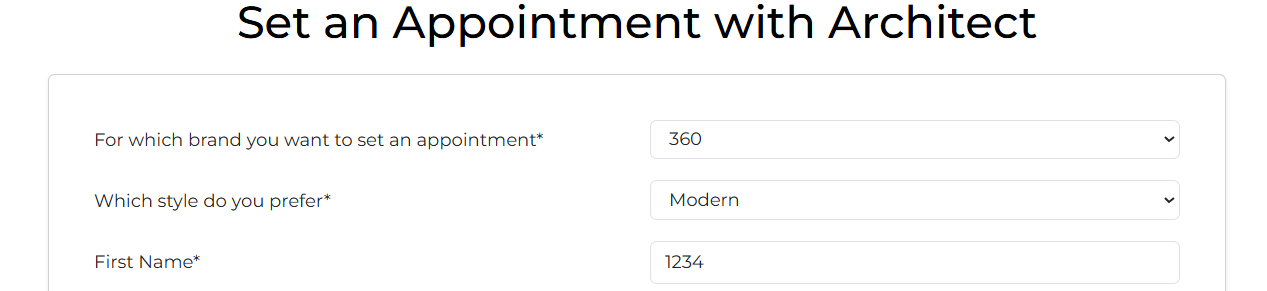 Set an Appointment with Architect
For which brand you want to set an appointment* 360
Which style do you prefer* Modern
First Name* 1234